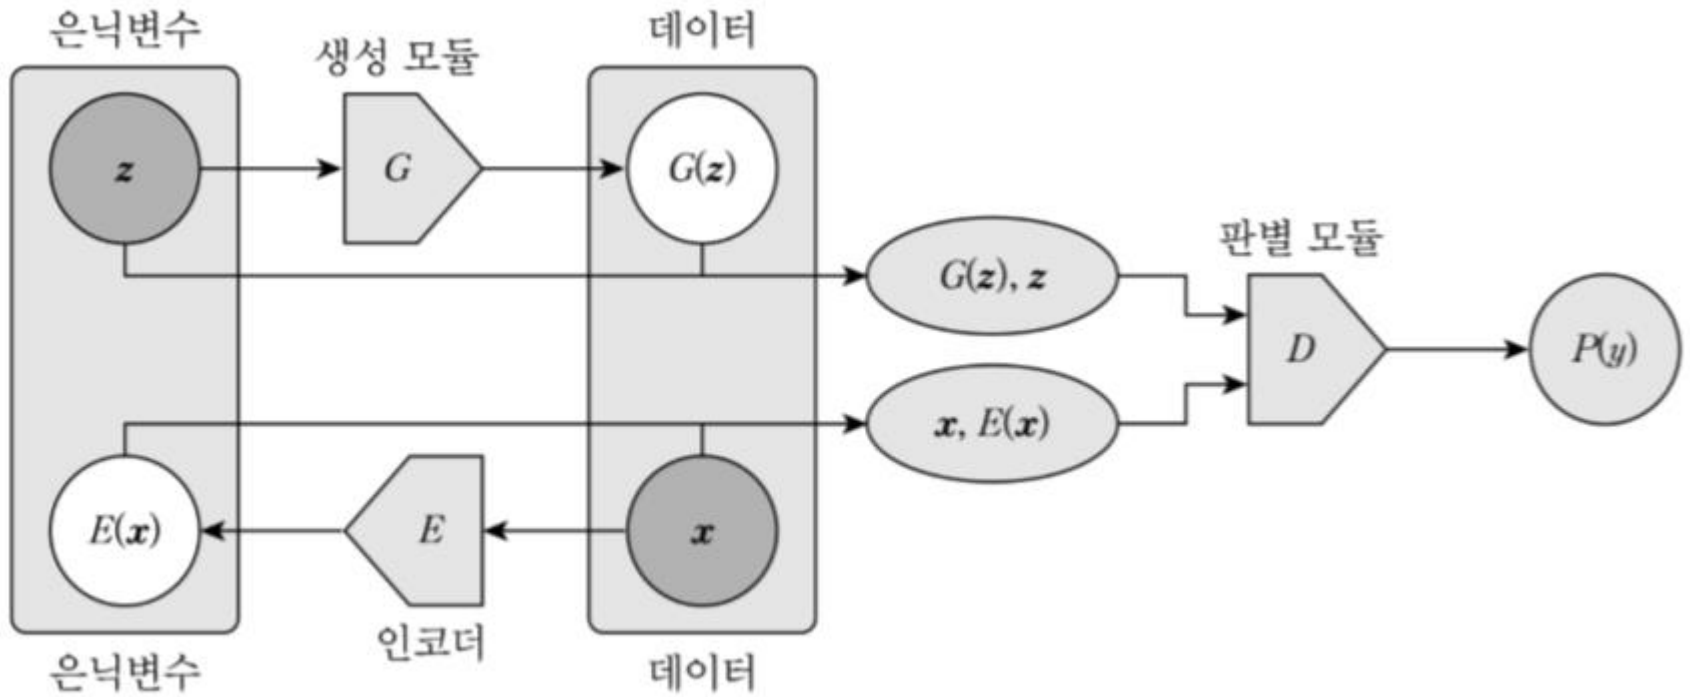 은닉변수
생성 모듈
데이터
z
G
G(z)
G(z), z
판별 모듈
D
P(y)
x, E(x)
E(x)
E
x
인코더
은닉변수
데이터